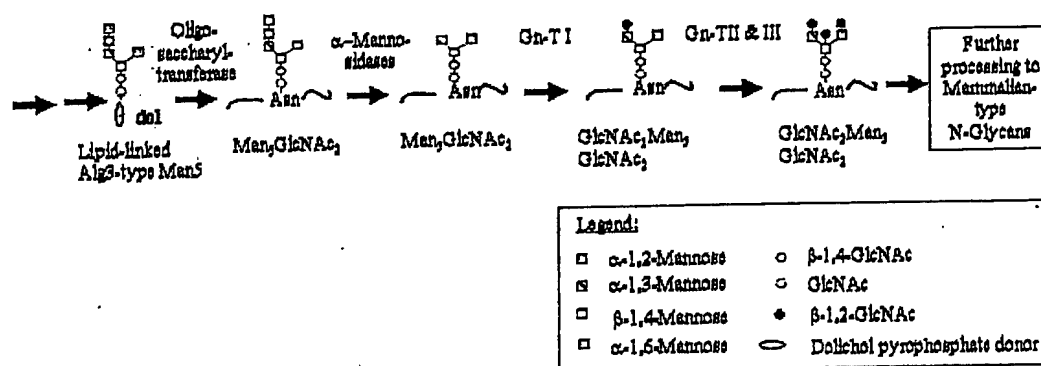 Oligo-
saccharyl-
transferase
α-Manno-
sidases
Gn-T I
Gn-TII & III
Further
processing to
Mammalian-
type
N-Glycans
dol
Asn
Asn
Asn
Asn
Lipid-linked
Alg3-type Man5
Man5GlcNAc2
Man3GlcNAc2
GlcNAc1Man3
GlcNAc2
GlcNAc2Man3
GlcNAc2
Legend:
α-1,2-Mannose
β-1,4-GlcNAc
α-1,3-Mannose
GlcNAc
β-1,4-Mannose
β-1,2-GlcNAc
α-1,6-Mannose
Dolichol pyrophosphate donor